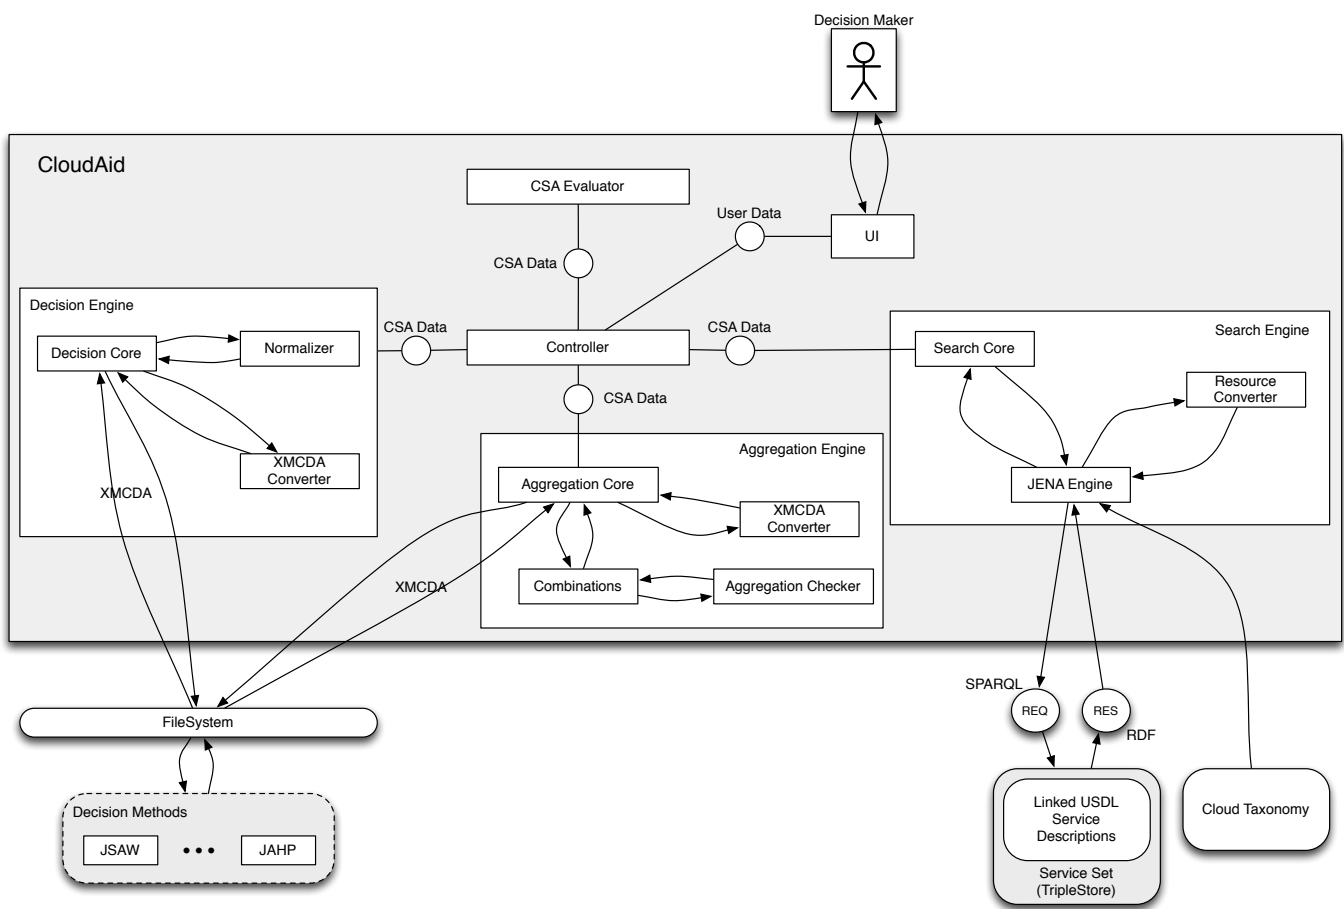 Decision Maker
CloudAid
CSA Evaluator
User Data
UI
CSA Data
Decision Engine
Decision Core
Normalizer
XMCDA
Converter
XMCDA
CSA Data
Controller
CSA Data
CSA Data
Search Engine
Search Core
Resource
Converter
JENA Engine
Aggregation Engine
Aggregation Core
XMCDA
Converter
Combinations
Aggregation Checker
XMCDA
FileSystem
Decision Methods
JSAW
•••
JAHP
SPARQL
REQ
RES
RDF
Linked USDL
Service
Descriptions
Service Set
(TripleStore)
Cloud Taxonomy